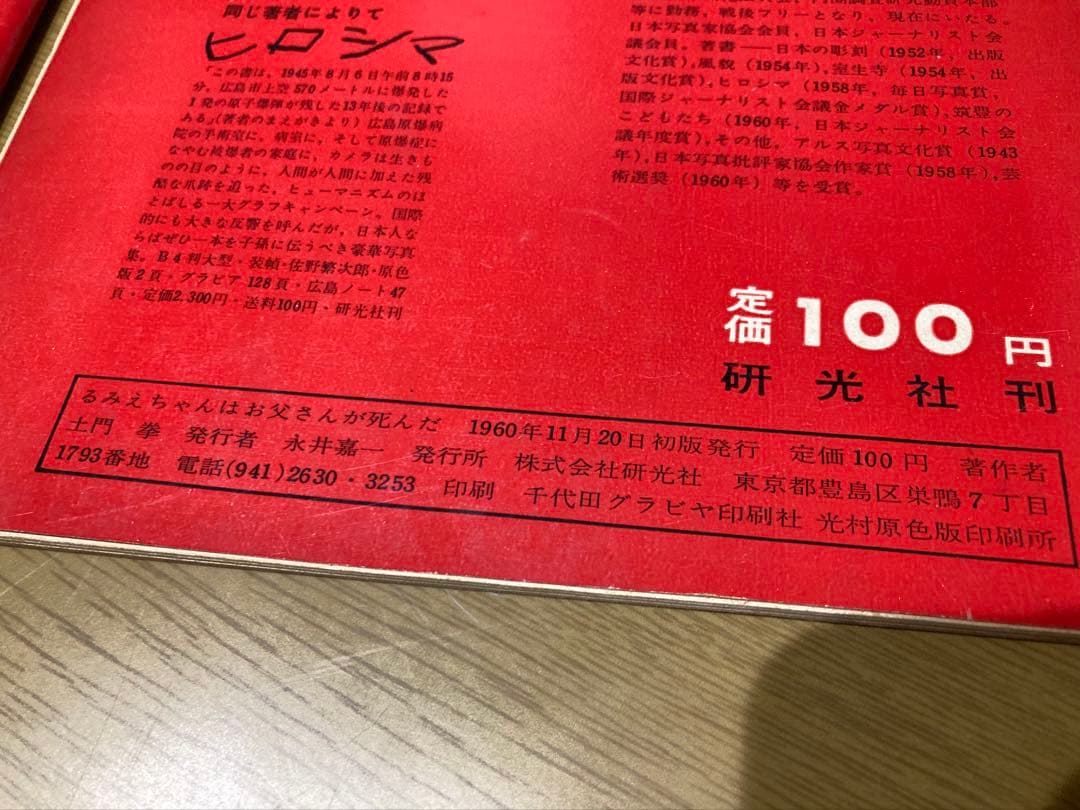 同じ著者によりて
ヒロシマ
「この書は、1945年8月6日午前8時15
分、広島市上空570メートルに爆発した
1発の原子爆弾が残した13年後の記録で
ある。」(著者のまえがきより) 広島原爆病
院の手術室に、病室に、そして原爆症に
なやむ被爆者の家庭に、カメラは生きも
のの目のように、人間が人間に加えた残
酷な爪跡を追った。ヒューマニズムのほ
とばしる一大グラフキャンペーン。国際
的にも大きな反響を呼んだが、日本人な
らばぜひ一本を子孫に伝うべき豪華写真
集。B4判大型・装幀・佐野繁次郎・原色
版2頁・グラビア128頁・広島ノート47
頁・定価2.300円・送料100円・研光社刊
等に勤務。戦後フリーとなり、現在にいたる。
日本写真家協会会員、日本ジャーナリスト会
議会員。著書――日本の彫刻(1952年、出版
文化賞)、風貌(1954年)、室生寺(1954年、出
版文化賞)、ヒロシマ(1958年、毎日写真賞、
国際ジャーナリスト会議金メダル賞)、筑豊の
こどもたち(1960年、日本ジャーナリスト会
議年度賞)、その他。アルス写真文化賞(1943
年)、日本写真批評家協会作家賞(1958年)、芸
術選奨(1960年)等を受賞。
定価 100円
研光社刊
るみえちゃんはお父さんが死んだ 1960年11月20日初版発行 定価100円 著作者
土門 拳 発行者 永井嘉一 発行所 株式会社研光社 東京都豊島区巣鴨7丁目
1793番地 電話(941)2630・3253 印刷 千代田グラビヤ印刷社 光村原色版印刷所